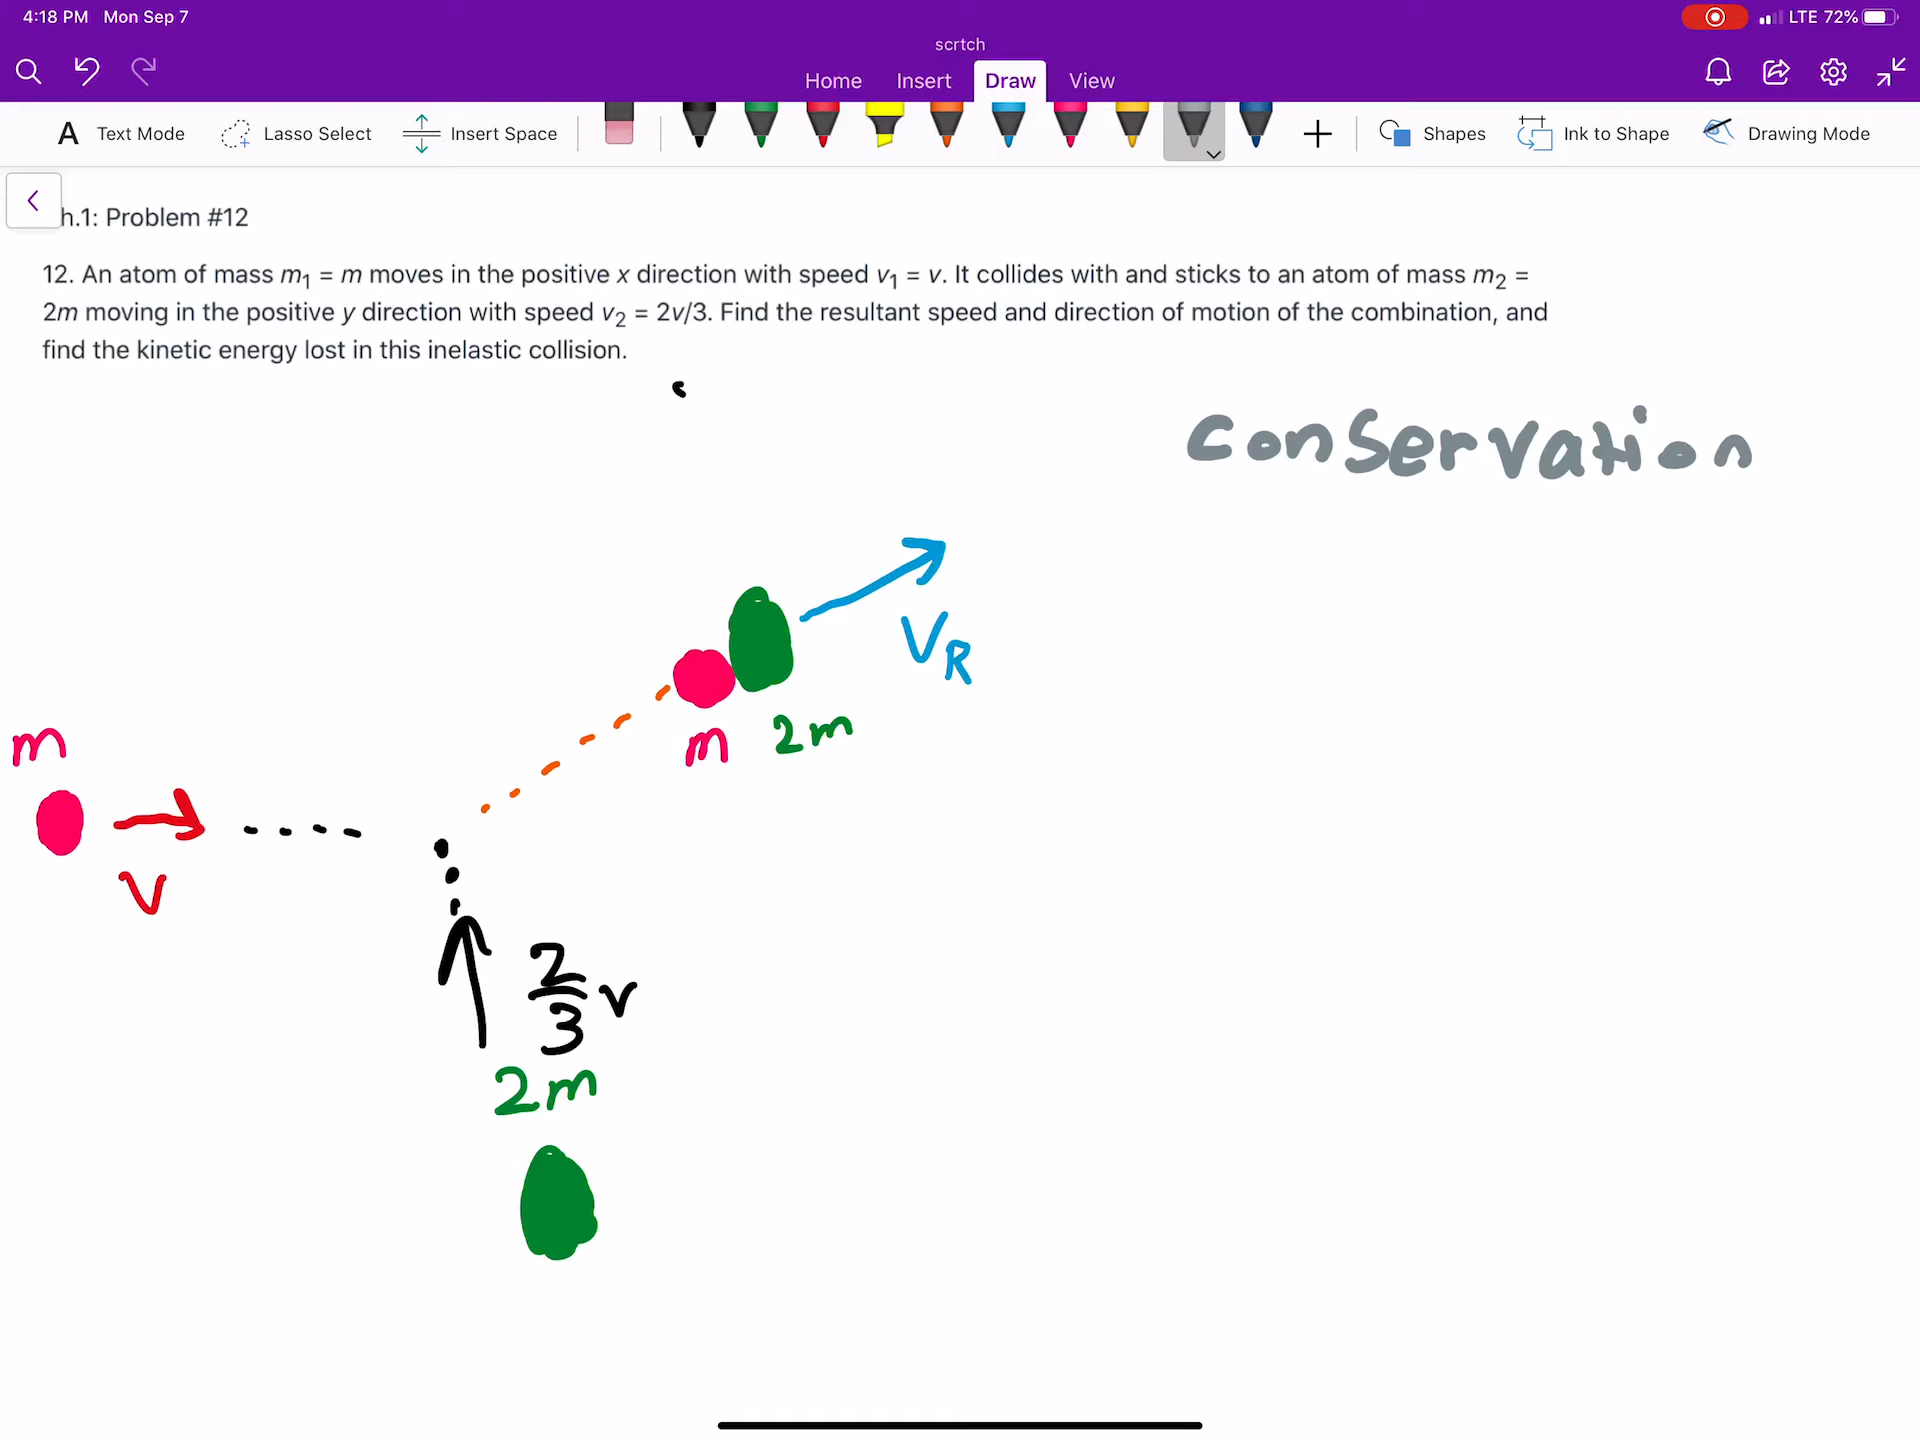 4:18 PM Mon Sep 7
LTE 72%
scrtch
Home Insert Draw View
A Text Mode Lasso Select Insert Space Shapes Ink to Shape Drawing Mode
h.1: Problem #12
12. An atom of mass m₁ = m moves in the positive x direction with speed v₁ = v. It collides with and sticks to an atom of mass m₂ =
2m moving in the positive y direction with speed v₂ = 2v/3. Find the resultant speed and direction of motion of the combination, and
find the kinetic energy lost in this inelastic collision.
Conservation
VR
m 2m
m
V
2/3 v
2m